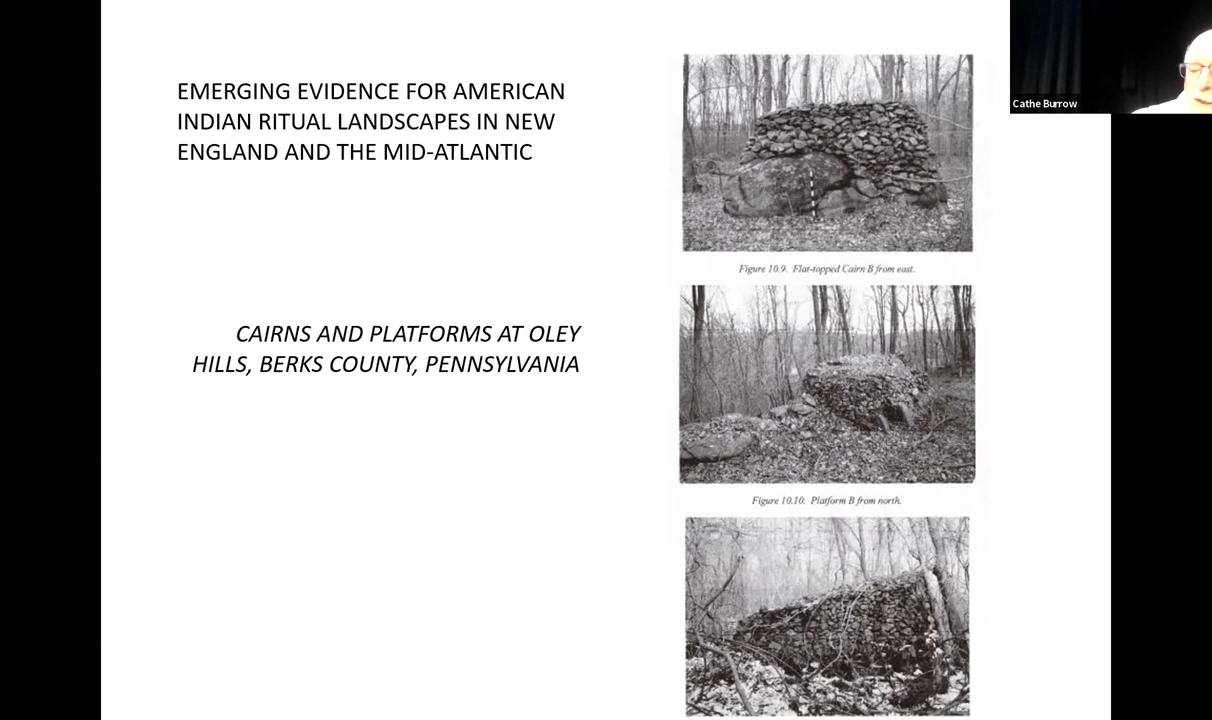 EMERGING EVIDENCE FOR AMERICAN
INDIAN RITUAL LANDSCAPES IN NEW
ENGLAND AND THE MID-ATLANTIC
CAIRNS AND PLATFORMS AT OLEY
HILLS, BERKS COUNTY, PENNSYLVANIA
Figure 10.9. Flat-topped Cairn B from east.
Figure 10.10. Platform B from north.
Cathe Burrow